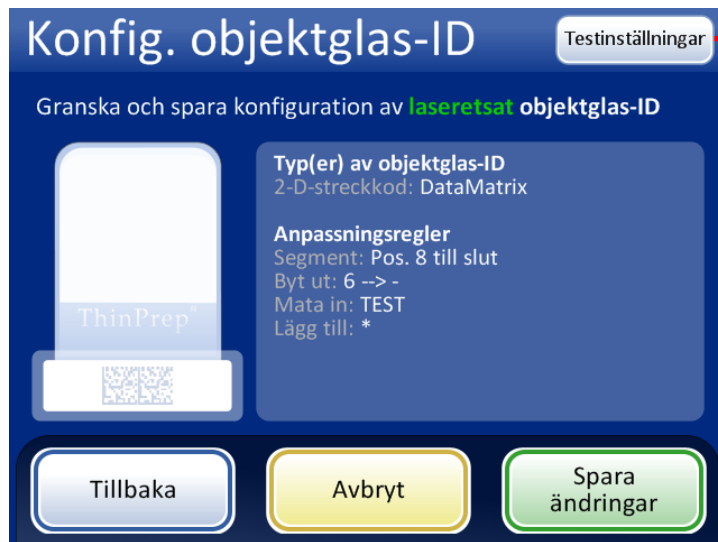 Konfig. objektglas-ID
Testinställningar
Granska och spara konfiguration av laseretsat objektglas-ID
Typ(er) av objektglas-ID
2-D-streckkod: DataMatrix
Anpassningsregler
Segment: Pos. 8 till slut
Byt ut: 6 --> -
Mata in: TEST
Lägg till: *
ThinPrep®
Tillbaka
Avbryt
Spara
ändringar